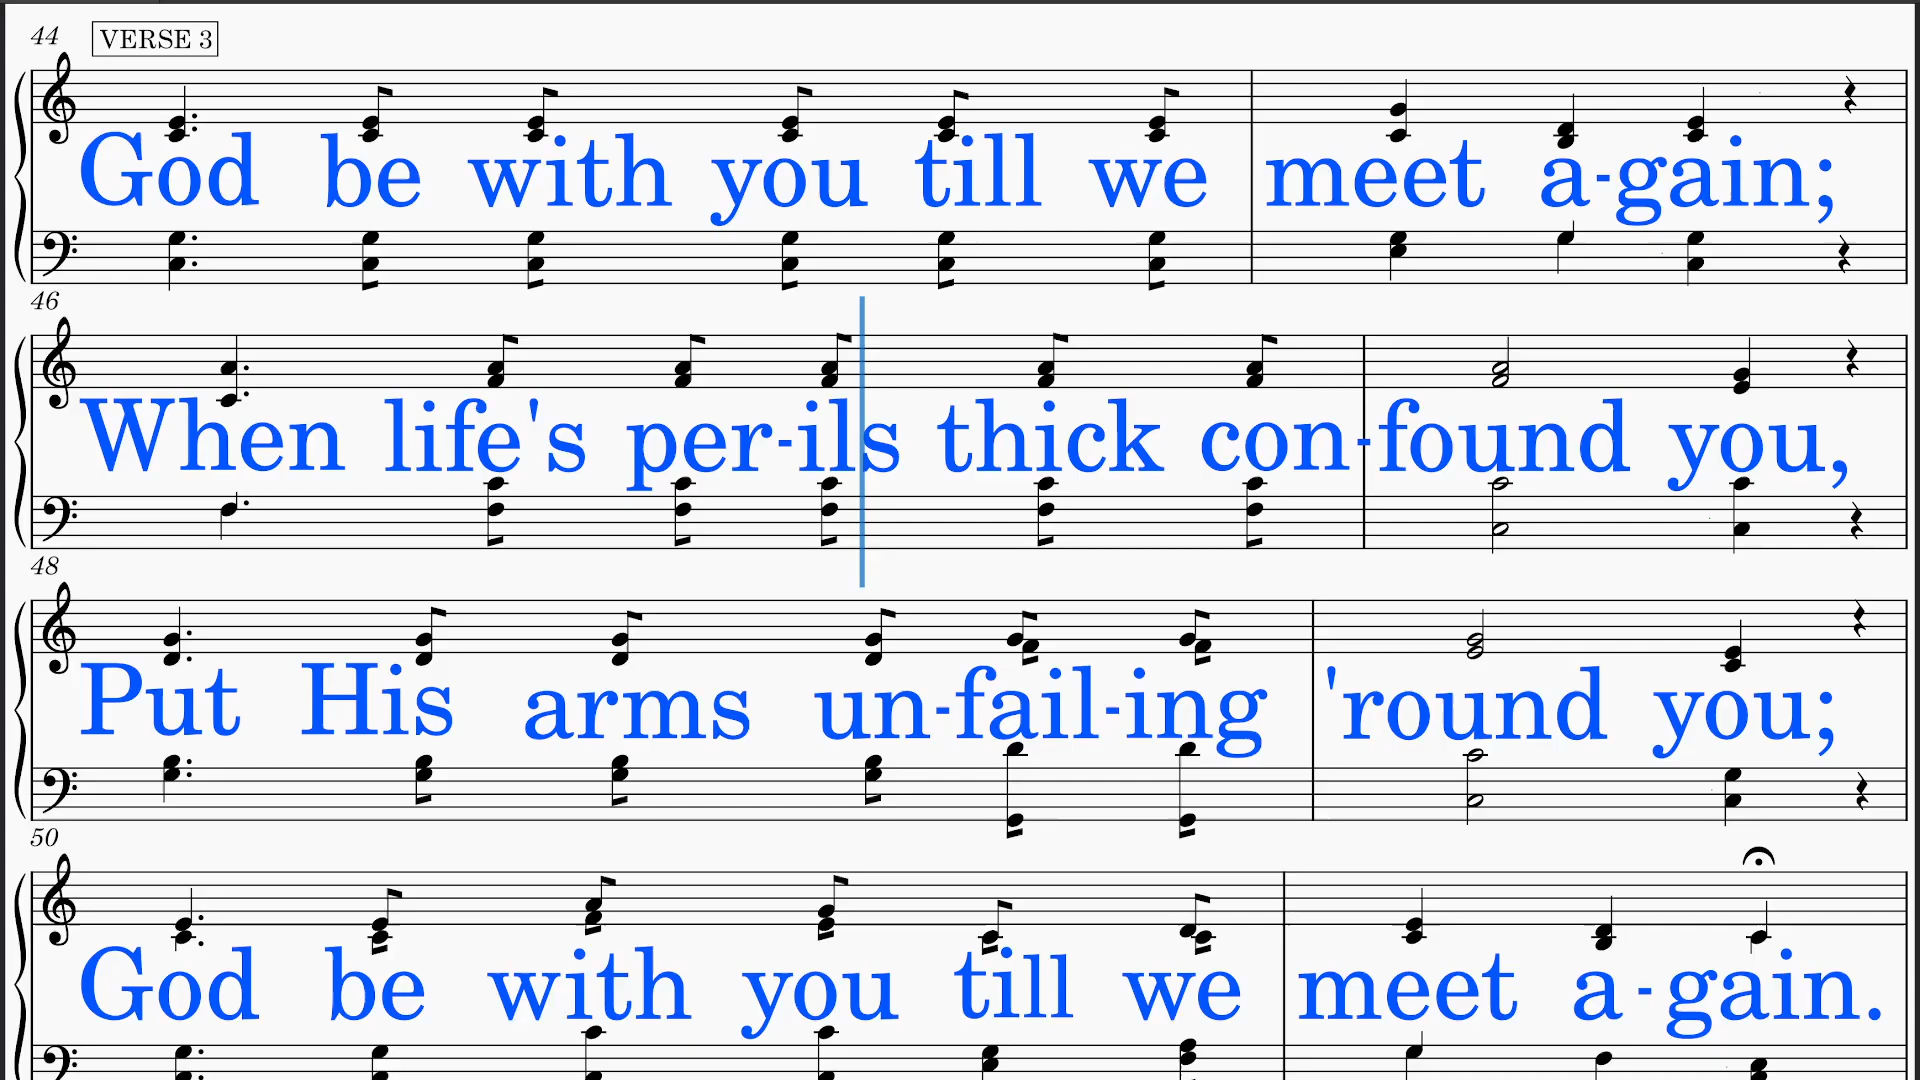 44 VERSE 3
God be with you till we meet a-gain;
46
When life's per-ils thick con-found you,
48
Put His arms un-fail-ing 'round you;
50
God be with you till we meet a-gain.